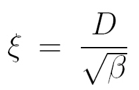 ξ = D / √β